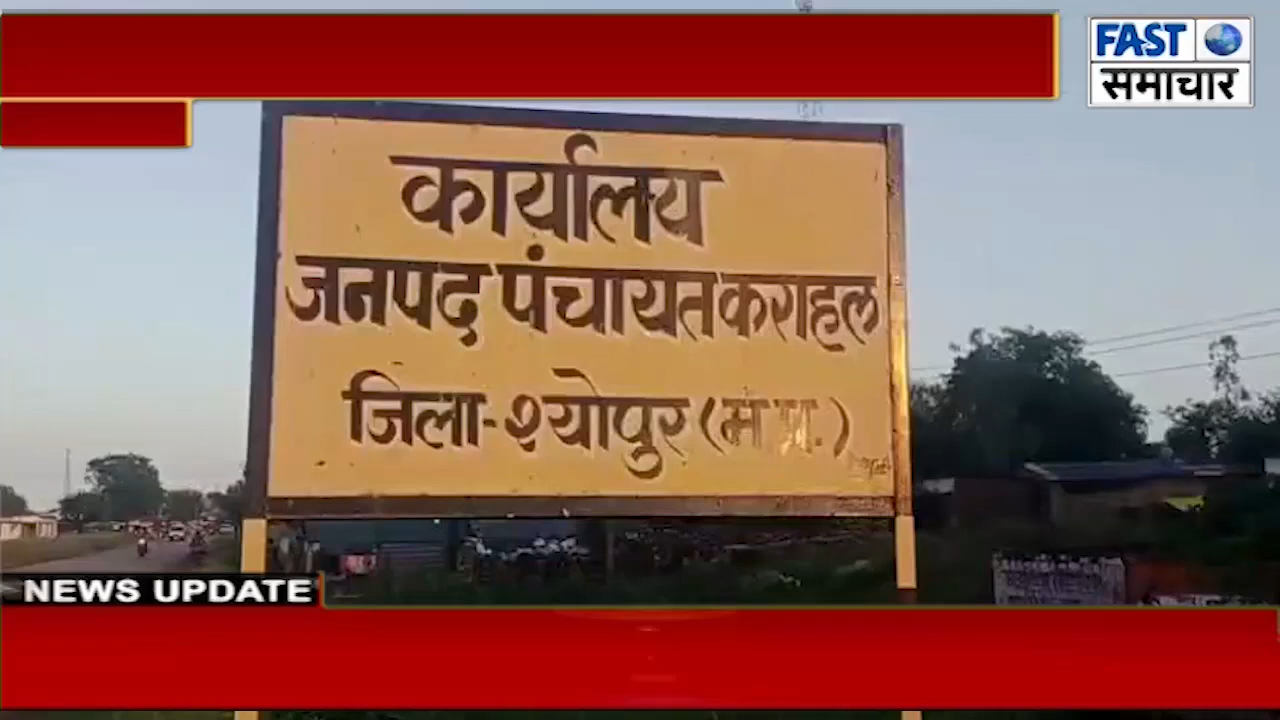 FAST
समाचार
कार्यालय
जनपद पंचायत कराहल
जिला-श्योपुर (म.प्र.)
NEWS UPDATE